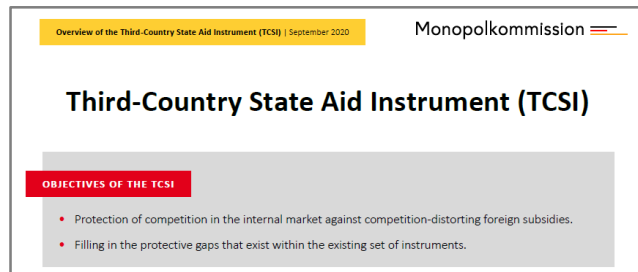 Overview of the Third-Country State Aid Instrument (TCSI) | September 2020
Monopolkommission
Third-Country State Aid Instrument (TCSI)
OBJECTIVES OF THE TCSI
• Protection of competition in the internal market against competition-distorting foreign subsidies.
• Filling in the protective gaps that exist within the existing set of instruments.